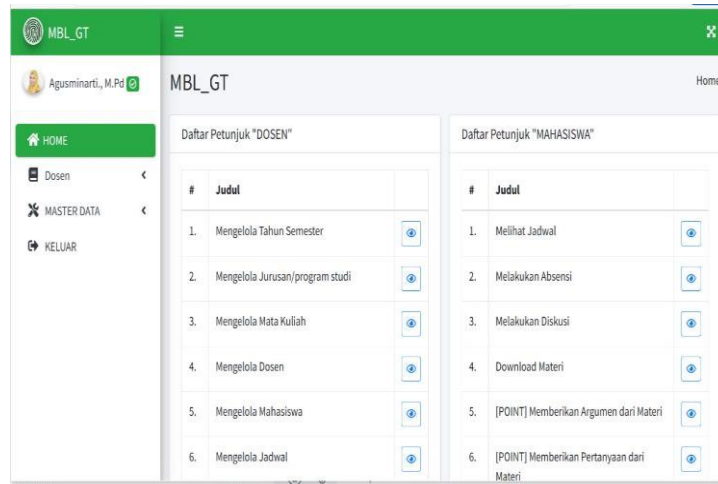 MBL_GT
Agusminarti., M.Pd
HOME
Dosen
MASTER DATA
KELUAR
MBL_GT
Home
Daftar Petunjuk "DOSEN"
# Judul
1. Mengelola Tahun Semester
2. Mengelola Jurusan/program studi
3. Mengelola Mata Kuliah
4. Mengelola Dosen
5. Mengelola Mahasiswa
6. Mengelola Jadwal
Daftar Petunjuk "MAHASISWA"
# Judul
1. Melihat Jadwal
2. Melakukan Absensi
3. Melakukan Diskusi
4. Download Materi
5. [POINT] Memberikan Argumen dari Materi
6. [POINT] Memberikan Pertanyaan dari
Materi